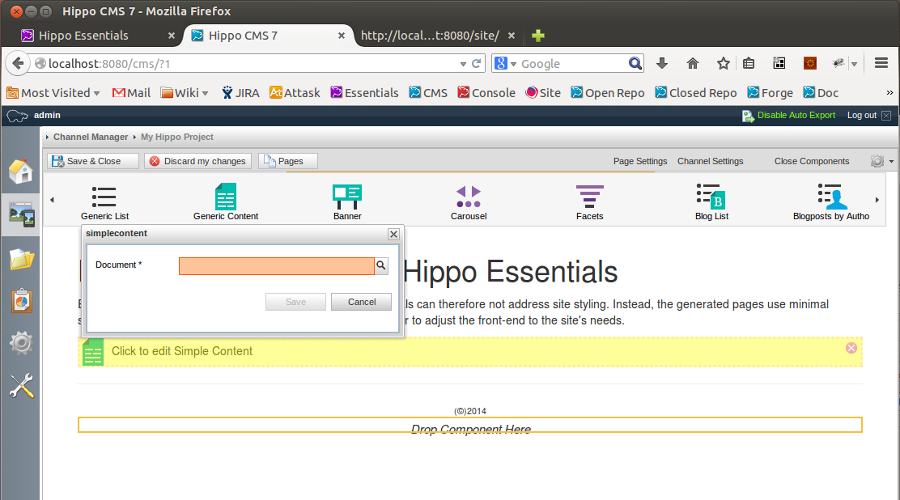 Hippo CMS 7 - Mozilla Firefox
Hippo Essentials
Hippo CMS 7
http://local...t:8080/site/
localhost:8080/cms/?1
Google
Most Visited
Mail
Wiki
JIRA
Attask
Essentials
CMS
Console
Site
Open Repo
Closed Repo
Forge
Doc
»
admin
Disable Auto Export
Log out
Channel Manager
My Hippo Project
Save & Close
Discard my changes
Pages
Page Settings
Channel Settings
Close Components
Generic List
Generic Content
Banner
Carousel
Facets
Blog List
Blogposts by Autho
simplecontent
Document *
Save
Cancel
Hippo Essentials
ls can therefore not address site styling. Instead, the generated pages use minimal
r to adjust the front-end to the site's needs.
Click to edit Simple Content
(©)2014
Drop Component Here